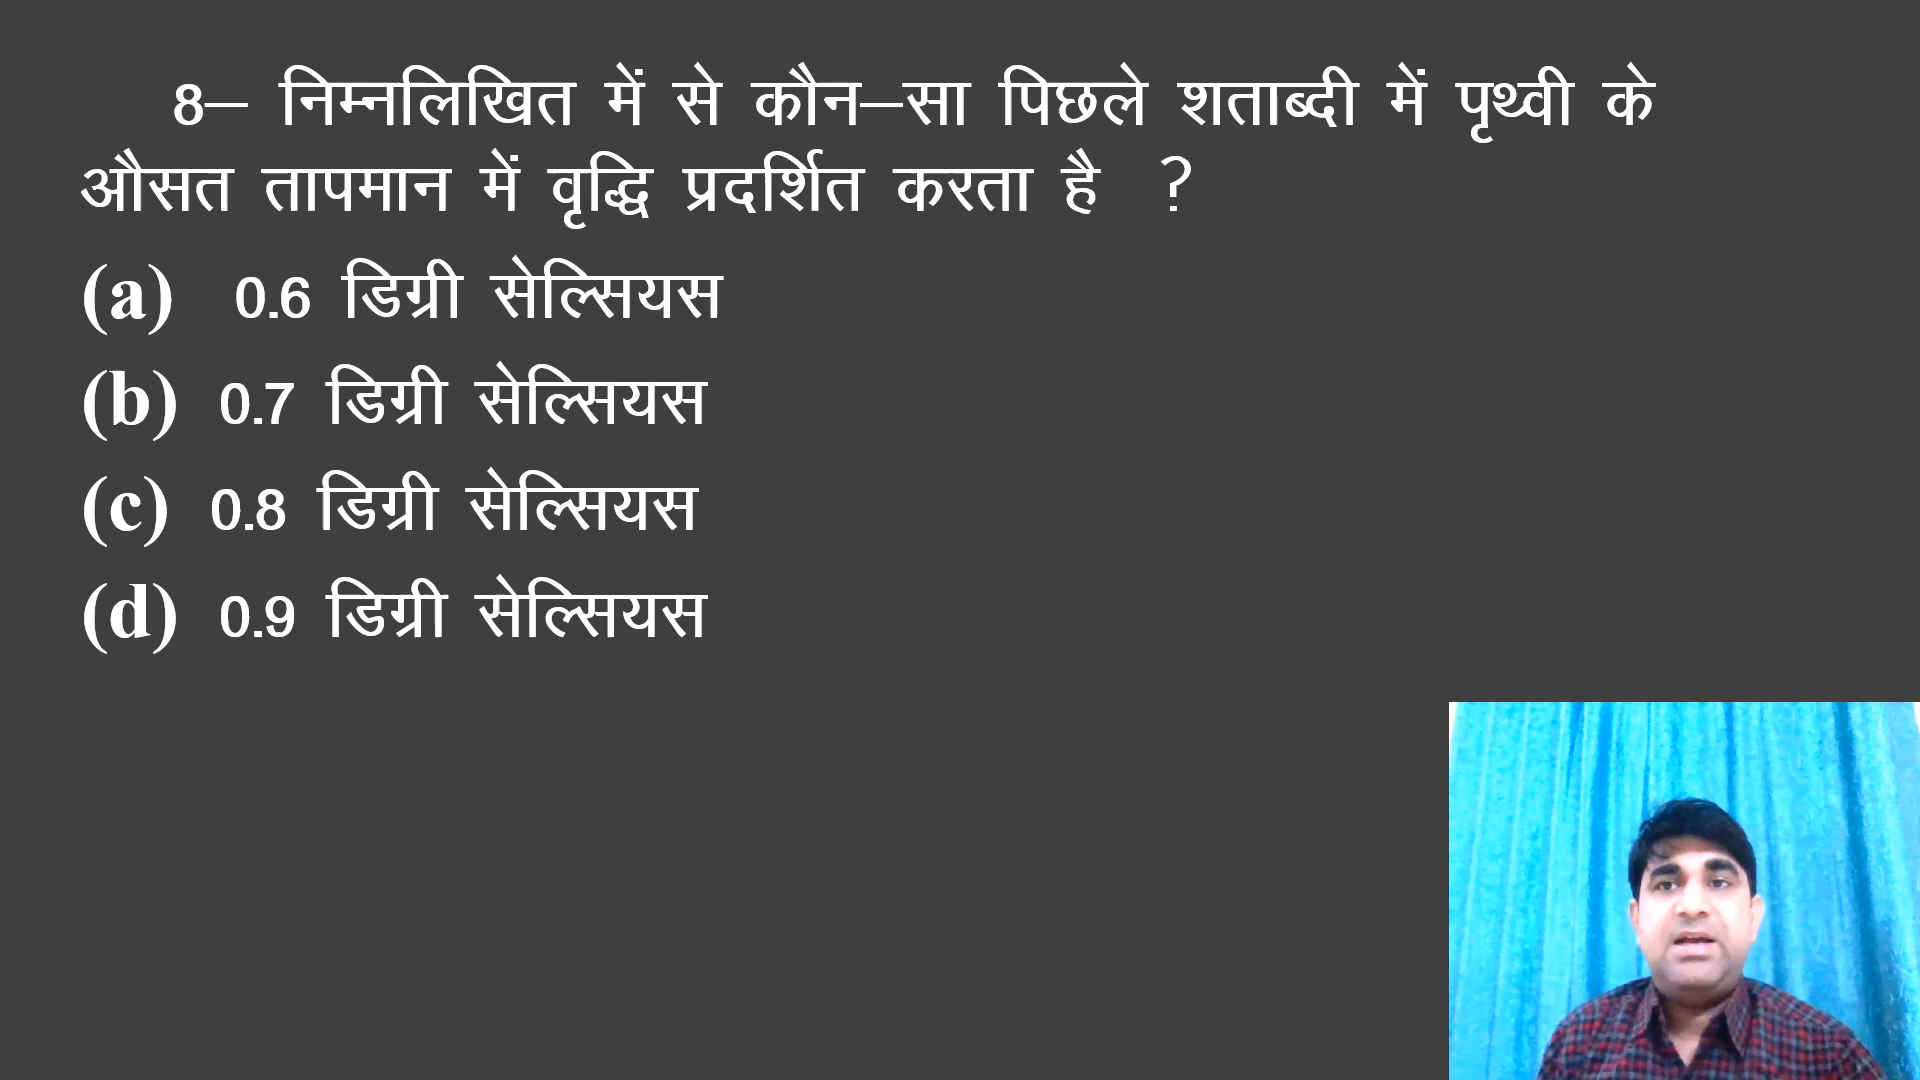 8– निम्नलिखित में से कौन–सा पिछले शताब्दी में पृथ्वी के
औसत तापमान में वृद्धि प्रदर्शित करता है ?
(a) 0.6 डिग्री सेल्सियस
(b) 0.7 डिग्री सेल्सियस
(c) 0.8 डिग्री सेल्सियस
(d) 0.9 डिग्री सेल्सियस